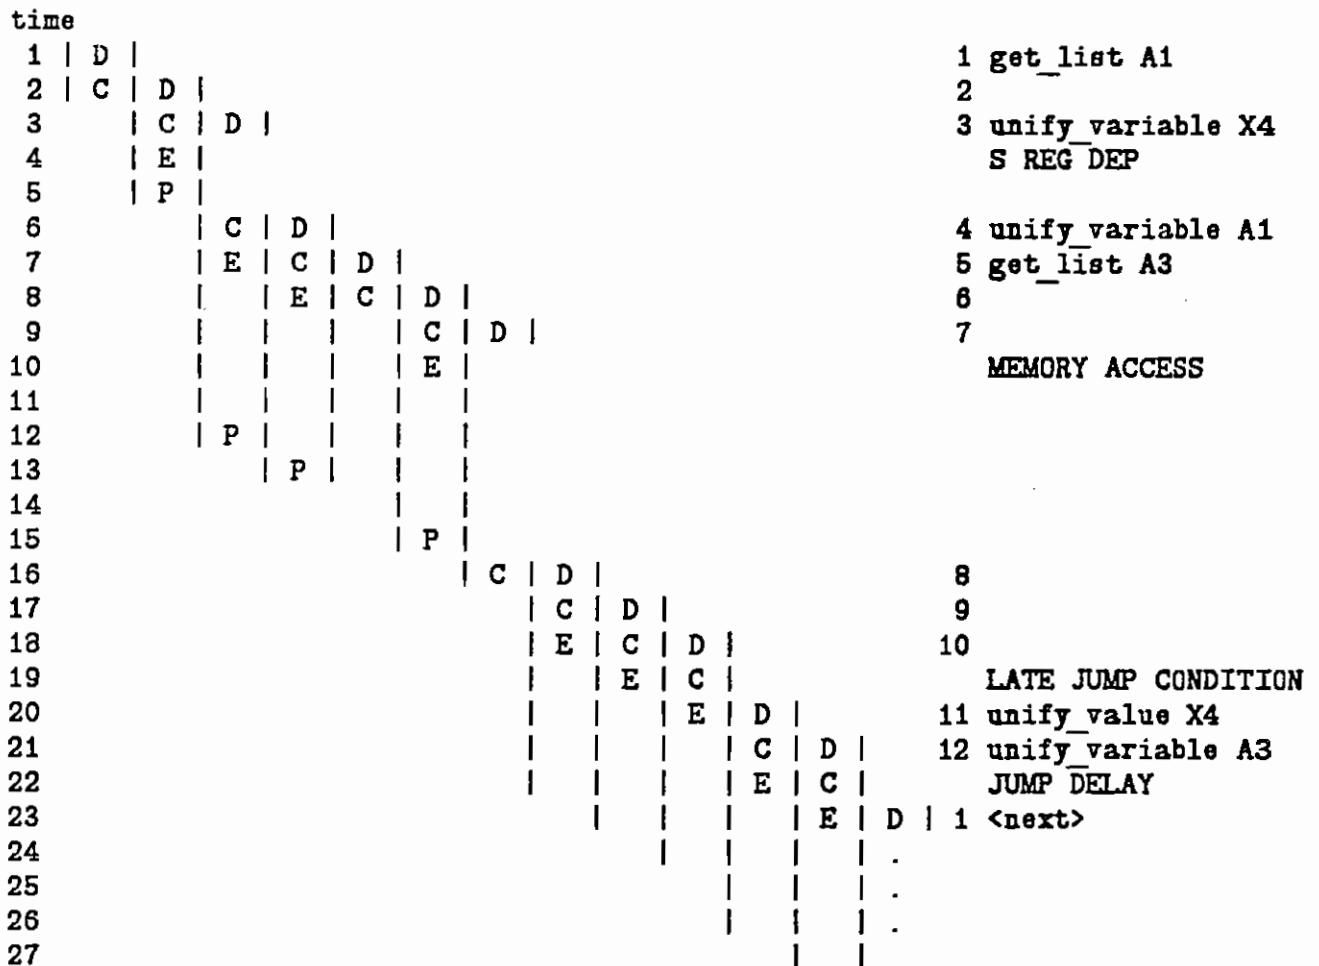 time
1 | D | 1 get_list A1
2 | C | D | 2
3 | C | D | 3 unify_variable X4
4 | E | S REG DEP
5 | P |
6 | C | D | 4 unify_variable A1
7 | E | C | D | 5 get_list A3
8 | | E | C | D | 6
9 | | | | C | D | 7
10 | | | | E | MEMORY ACCESS
11 | | | | |
12 | P | | | |
13 | P | | |
14 | |
15 | P |
16 | C | D | 8
17 | C | D | 9
18 | E | C | D | 10
19 | | E | C | LATE JUMP CONDITION
20 | | | E | D | 11 unify_value X4
21 | | | | C | D | 12 unify_variable A3
22 | | | | E | C | JUMP DELAY
23 | | | | E | D | 1 <next>
24 | | | | .
25 | | | .
26 | | | .
27 | |